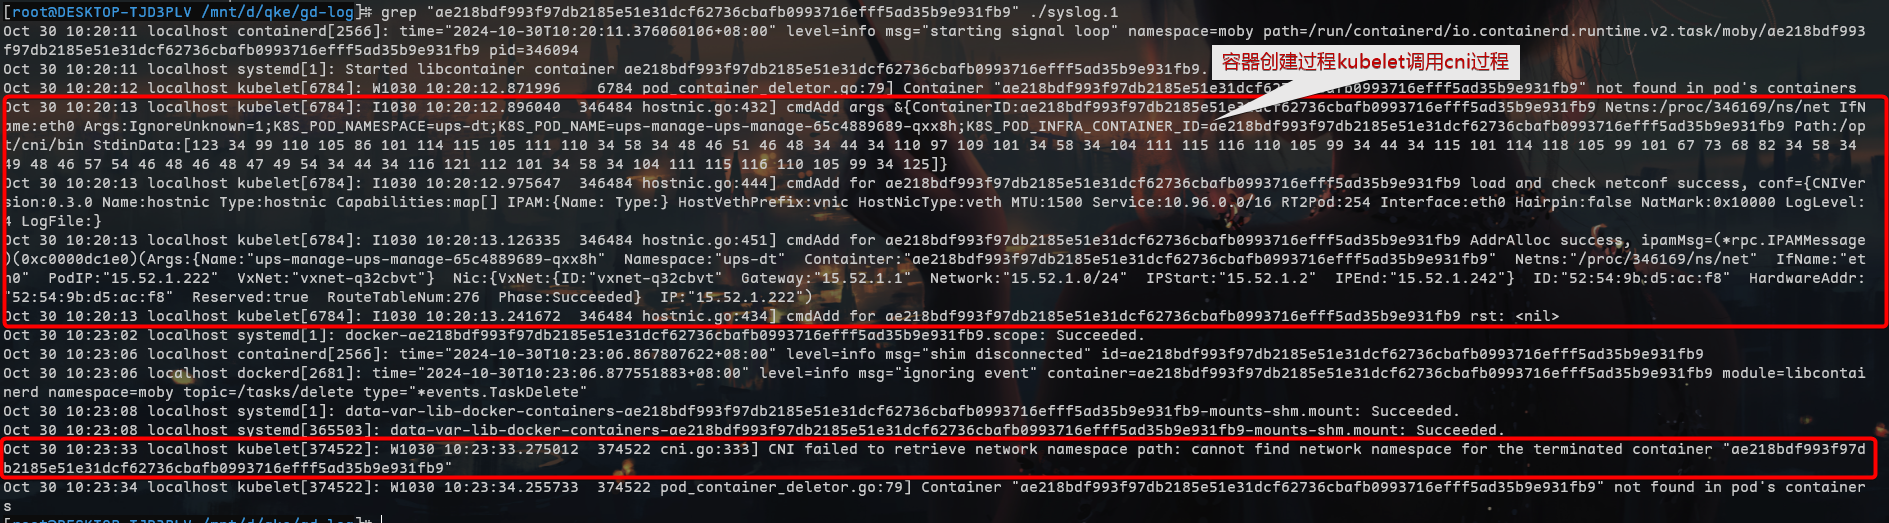 [root@DESKTOP-TJD3PLV /mnt/d/qke/gd-log]# grep "ae218bdf993f97db2185e51e31dcf62736cbafb0993716efff5ad35b9e931fb9" ./syslog.1
Oct 30 10:20:11 localhost containerd[2566]: time="2024-10-30T10:20:11.376060106+08:00" level=info msg="starting signal loop" namespace=moby path=/run/containerd/io.containerd.runtime.v2.task/moby/ae218bdf993
f97db2185e51e31dcf62736cbafb0993716efff5ad35b9e931fb9 pid=346094
Oct 30 10:20:11 localhost systemd[1]: Started libcontainer container ae218bdf993f97db2185e51e31dcf62736cbafb0993716efff5ad35b9e931fb9.
容器创建过程kubelet调用cni过程
Oct 30 10:20:12 localhost kubelet[6784]: W1030 10:20:12.871996    6784 pod_container_deletor.go:79] Container "ae218bdf993f97db2185e51e31dcf62736cbafb0993716efff5ad35b9e931fb9" not found in pod's containers
Oct 30 10:20:13 localhost kubelet[6784]: I1030 10:20:12.896040  346484 hostnic.go:432] cmdAdd args &{ContainerID:ae218bdf993f97db2185e51e31dcf62736cbafb0993716efff5ad35b9e931fb9 Netns:/proc/346169/ns/net IfN
ame:eth0 Args:IgnoreUnknown=1;K8S_POD_NAMESPACE=ups-dt;K8S_POD_NAME=ups-manage-ups-manage-65c4889689-qxx8h;K8S_POD_INFRA_CONTAINER_ID=ae218bdf993f97db2185e51e31dcf62736cbafb0993716efff5ad35b9e931fb9 Path:/op
t/cni/bin StdinData:[123 34 99 110 105 86 101 114 115 105 111 110 34 58 34 48 46 51 46 48 34 44 34 110 97 109 101 34 58 34 104 111 115 116 110 105 99 34 44 34 115 101 114 118 105 99 101 67 73 68 82 34 58 34
49 48 46 57 54 46 48 46 48 47 49 54 34 44 34 116 121 112 101 34 58 34 104 111 115 116 110 105 99 34 125]}
Oct 30 10:20:13 localhost kubelet[6784]: I1030 10:20:12.975647  346484 hostnic.go:444] cmdAdd for ae218bdf993f97db2185e51e31dcf62736cbafb0993716efff5ad35b9e931fb9 load and check netconf success, conf={CNIVer
sion:0.3.0 Name:hostnic Type:hostnic Capabilities:map[] IPAM:{Name: Type:} HostVethPrefix:vnic HostNicType:veth MTU:1500 Service:10.96.0.0/16 RT2Pod:254 Interface:eth0 Hairpin:false NatMark:0x10000 LogLevel:
4 LogFile:}
Oct 30 10:20:13 localhost kubelet[6784]: I1030 10:20:13.126335  346484 hostnic.go:451] cmdAdd for ae218bdf993f97db2185e51e31dcf62736cbafb0993716efff5ad35b9e931fb9 AddrAlloc success, ipamMsg=(*rpc.IPAMMessage
)(0xc0000dc1e0)(Args:{Name:"ups-manage-ups-manage-65c4889689-qxx8h"  Namespace:"ups-dt"  Containter:"ae218bdf993f97db2185e51e31dcf62736cbafb0993716efff5ad35b9e931fb9"  Netns:"/proc/346169/ns/net"  IfName:"et
h0"  PodIP:"15.52.1.222"  VxNet:"vxnet-q32cbvt"}  Nic:{VxNet:{ID:"vxnet-q32cbvt"  Gateway:"15.52.1.1"  Network:"15.52.1.0/24"  IPStart:"15.52.1.2"  IPEnd:"15.52.1.242"}  ID:"52:54:9b:d5:ac:f8"  HardwareAddr:
"52:54:9b:d5:ac:f8"  Reserved:true  RouteTableNum:276  Phase:Succeeded}  IP:"15.52.1.222")
Oct 30 10:20:13 localhost kubelet[6784]: I1030 10:20:13.241672  346484 hostnic.go:434] cmdAdd for ae218bdf993f97db2185e51e31dcf62736cbafb0993716efff5ad35b9e931fb9 rst: <nil>
Oct 30 10:23:02 localhost systemd[1]: docker-ae218bdf993f97db2185e51e31dcf62736cbafb0993716efff5ad35b9e931fb9.scope: Succeeded.
Oct 30 10:23:06 localhost containerd[2566]: time="2024-10-30T10:23:06.867807622+08:00" level=info msg="shim disconnected" id=ae218bdf993f97db2185e51e31dcf62736cbafb0993716efff5ad35b9e931fb9
Oct 30 10:23:06 localhost dockerd[2681]: time="2024-10-30T10:23:06.877551883+08:00" level=info msg="ignoring event" container=ae218bdf993f97db2185e51e31dcf62736cbafb0993716efff5ad35b9e931fb9 module=libcontai
nerd namespace=moby topic=/tasks/delete type="*events.TaskDelete"
Oct 30 10:23:08 localhost systemd[1]: data-var-lib-docker-containers-ae218bdf993f97db2185e51e31dcf62736cbafb0993716efff5ad35b9e931fb9-mounts-shm.mount: Succeeded.
Oct 30 10:23:08 localhost systemd[365503]: data-var-lib-docker-containers-ae218bdf993f97db2185e51e31dcf62736cbafb0993716efff5ad35b9e931fb9-mounts-shm.mount: Succeeded.
Oct 30 10:23:33 localhost kubelet[374522]: W1030 10:23:33.275012  374522 cni.go:333] CNI failed to retrieve network namespace path: cannot find network namespace for the terminated container "ae218bdf993f97d
b2185e51e31dcf62736cbafb0993716efff5ad35b9e931fb9"
Oct 30 10:23:34 localhost kubelet[374522]: W1030 10:23:34.255733  374522 pod_container_deletor.go:79] Container "ae218bdf993f97db2185e51e31dcf62736cbafb0993716efff5ad35b9e931fb9" not found in pod's container
s
[root@DESKTOP-TJD3PLV /mnt/d/qke/gd-log]#